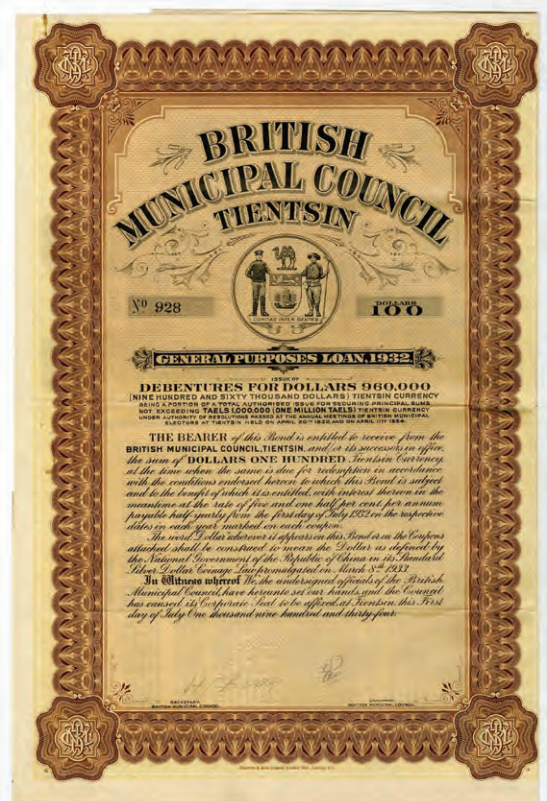 BRITISH
MUNICIPAL COUNCIL
TIENTSIN
COMITAS INTER GENTES
Nº 928
DOLLARS
100
GENERAL PURPOSES LOAN, 1932
ISSUE OF
DEBENTURES FOR DOLLARS 960,000
(NINE HUNDRED AND SIXTY THOUSAND DOLLARS) TIENTSIN CURRENCY
BEING A PORTION OF A TOTAL AUTHORISED ISSUE FOR SECURING PRINCIPAL SUMS
NOT EXCEEDING TAELS 1,000,000 (ONE MILLION TAELS) TIENTSIN CURRENCY
UNDER AUTHORITY OF RESOLUTIONS PASSED AT THE ANNUAL MEETINGS OF BRITISH MUNICIPAL
ELECTORS AT TIENTSIN HELD ON APRIL 20TH 1932, AND ON APRIL 11TH 1934.
THE BEARER of this Bond is entitled to receive from the
BRITISH MUNICIPAL COUNCIL, TIENTSIN, and/or its successors in office,
the sum of DOLLARS ONE HUNDRED Tientsin Currency
at the time when the same is due for redemption in accordance
with the conditions endorsed hereon to which this Bond is subject
and to the benefit of which it is entitled, with interest thereon in the
meantime at the rate of five and one half per cent. per annum
payable half-yearly from the first day of July 1932 on the respective
dates in each year marked on each coupon.
The word Dollar wherever it appears on this Bond or on the Coupons
attached shall be construed to mean the Dollar as defined by
the National Government of the Republic of China in its Standard
Silver Dollar Coinage Law promulgated on March 8th 1933.
In Witness whereof We, the undersigned officials of the British
Municipal Council, have hereunto set our hands, and the Council
has caused its Corporate Seal to be affixed, at Tientsin, this First
day of July One thousand nine hundred and thirty-four.
SECRETARY,
BRITISH MUNICIPAL COUNCIL.
CHAIRMAN,
BRITISH MUNICIPAL COUNCIL.